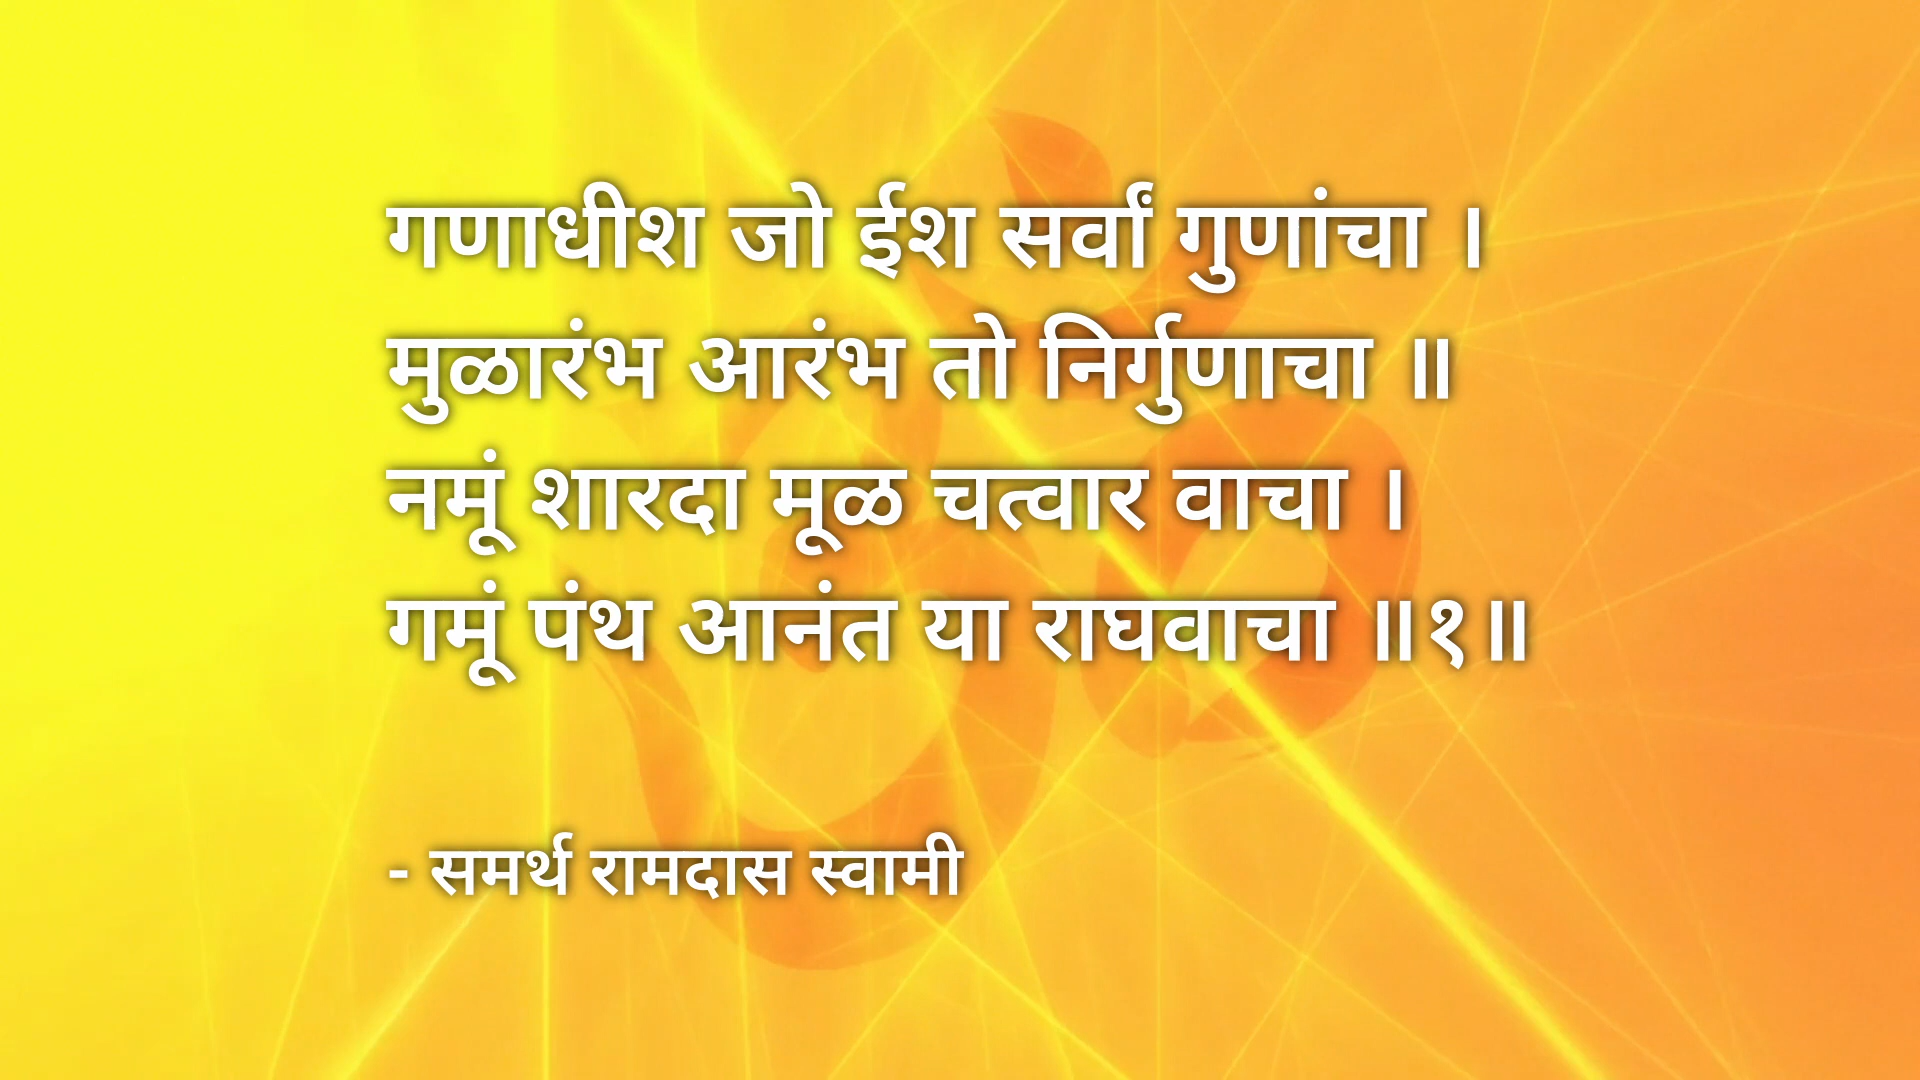 गणाधीश जो ईश सर्वां गुणांचा ।
मुळारंभ आरंभ तो निर्गुणाचा ॥
नमूं शारदा मूळ चत्वार वाचा ।
गमूं पंथ आनंत या राघवाचा ॥१॥
- समर्थ रामदास स्वामी